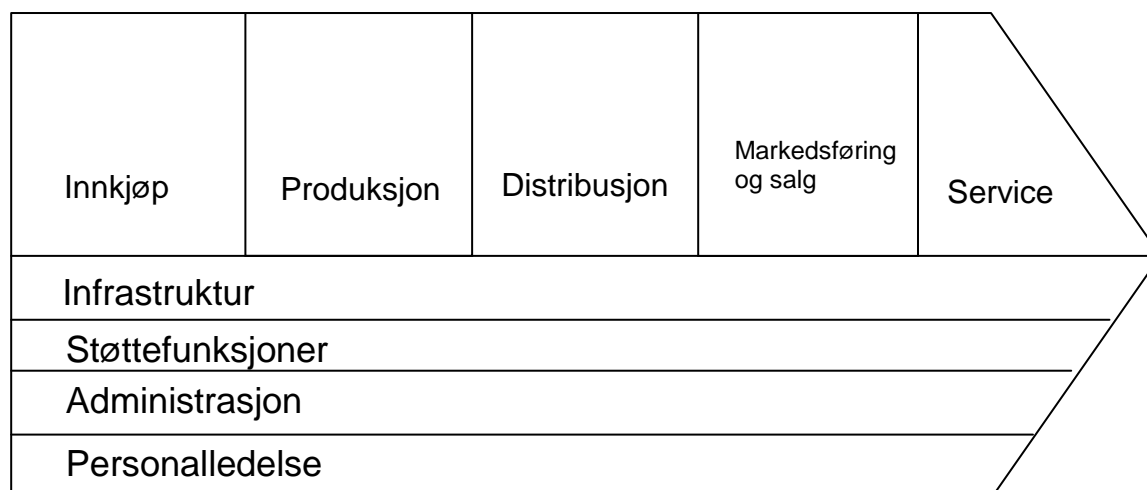 Innkjøp
Produksjon
Distribusjon
Markedsføring
og salg
Service
Infrastruktur
Støttefunksjoner
Administrasjon
Personalledelse